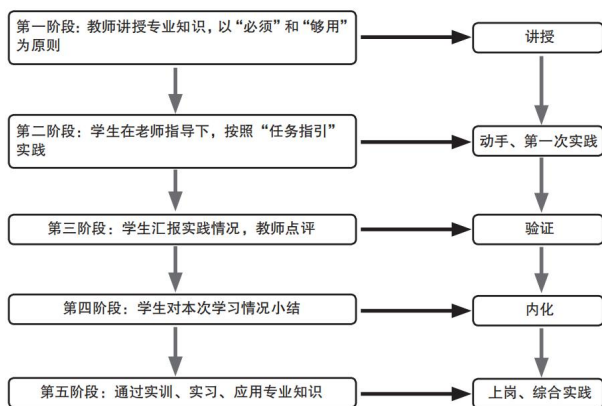 第一阶段：教师讲授专业知识，以“必须”和“够用”
为原则
讲授
第二阶段：学生在老师指导下，按照“任务指引”
实践
动手、第一次实践
第三阶段：学生汇报实践情况，教师点评
验证
第四阶段：学生对本次学习情况小结
内化
第五阶段：通过实训、实习、应用专业知识
上岗、综合实践